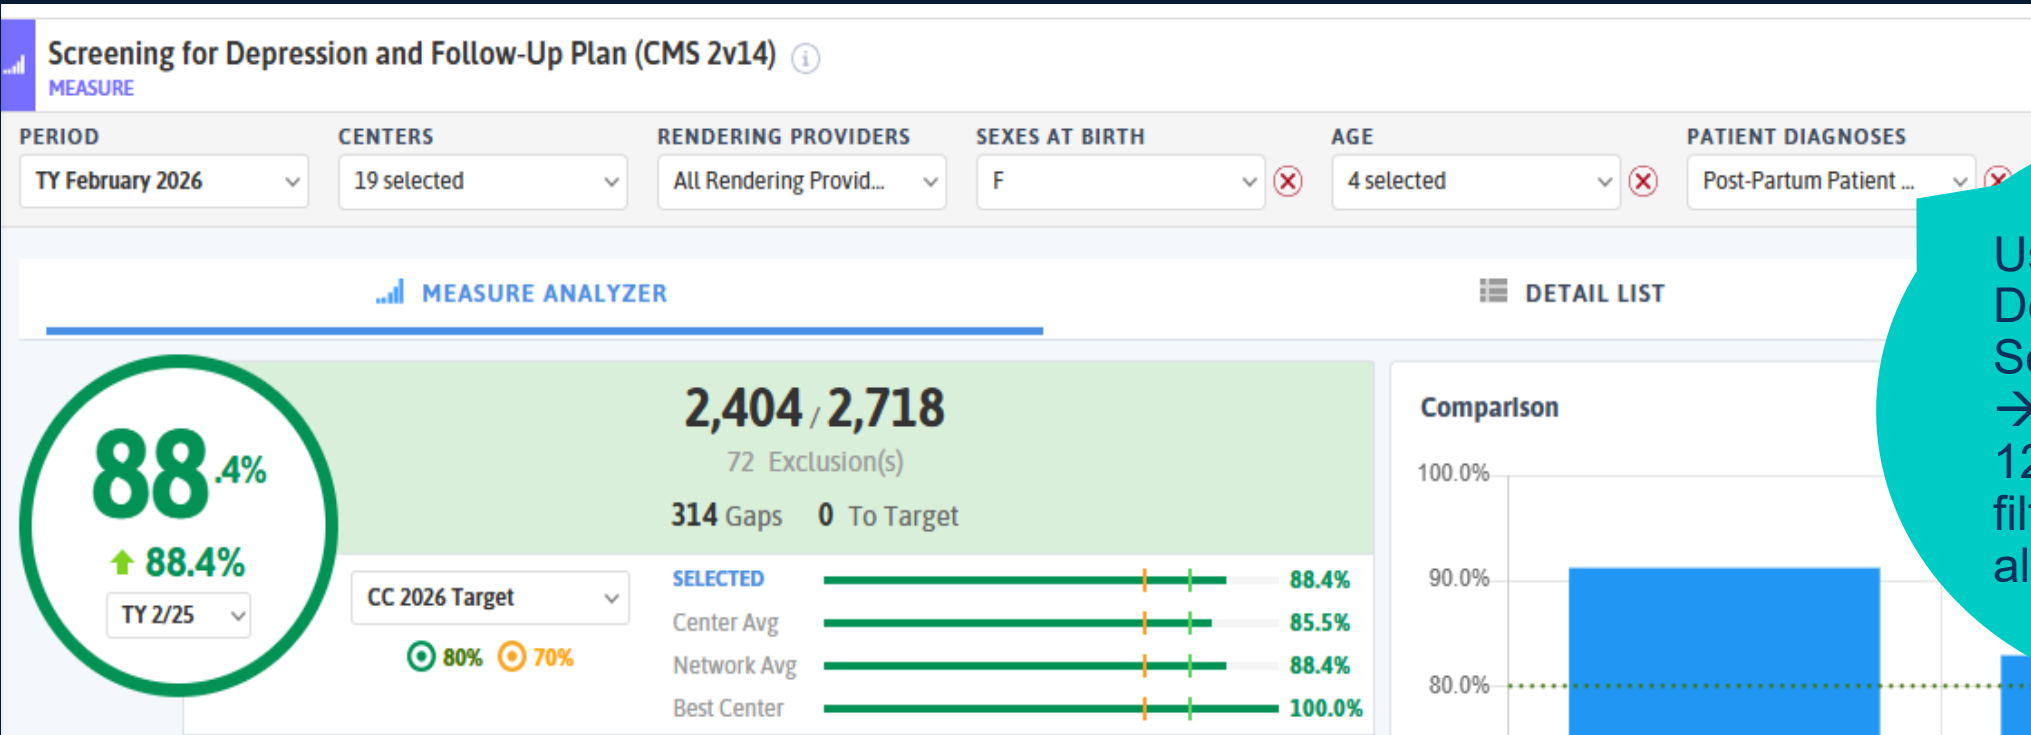 Screening for Depression and Follow-Up Plan (CMS 2v14)
MEASURE
PERIOD CENTERS RENDERING PROVIDERS SEXES AT BIRTH AGE PATIENT DIAGNOSES
TY February 2026 19 selected All Rendering Provid... F 4 selected Post-Partum Patient ...
MEASURE ANALYZER DETAIL LIST
88.4%
88.4%
TY 2/25
2,404 / 2,718
72 Exclusion(s)
314 Gaps 0 To Target
CC 2026 Target
80% 70%
SELECTED 88.4%
Center Avg 85.5%
Network Avg 88.4%
Best Center 100.0%
Comparison
100.0%
90.0%
80.0%
→